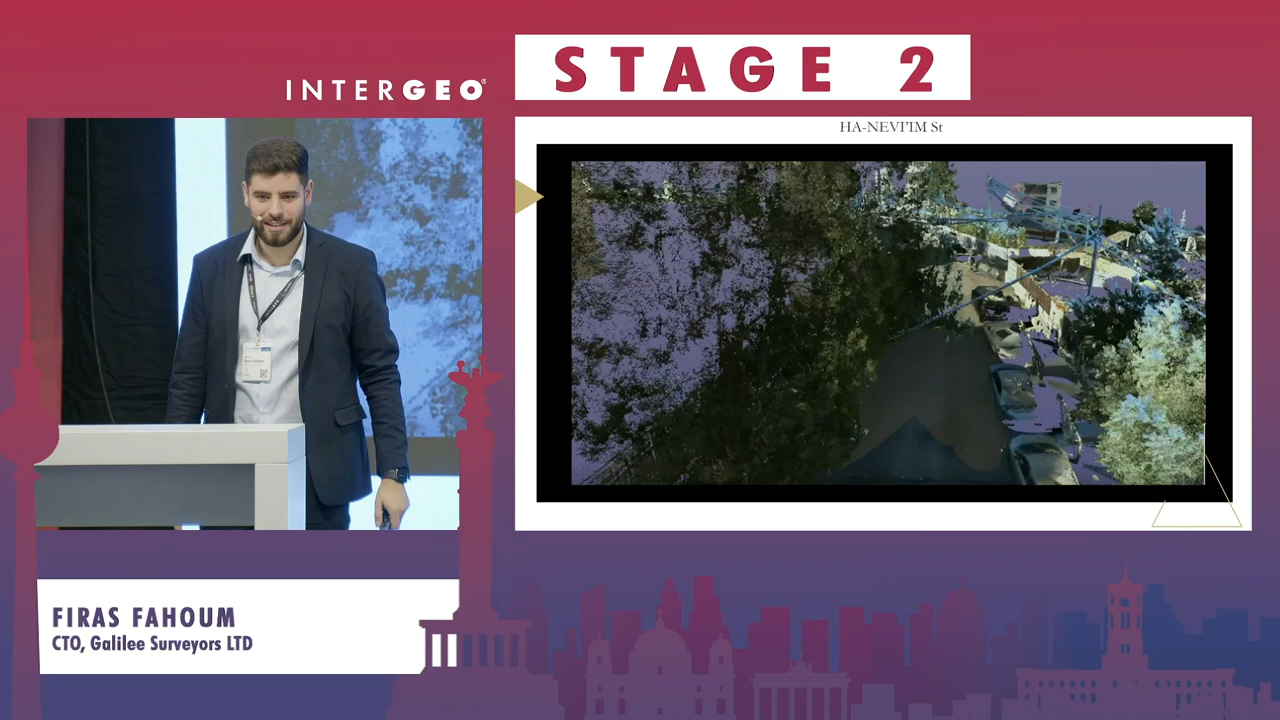 STAGE 2
INTERGEO®
HA-NEVI'IM St
FIRAS FAHOUM
CTO, Galilee Surveyors LTD